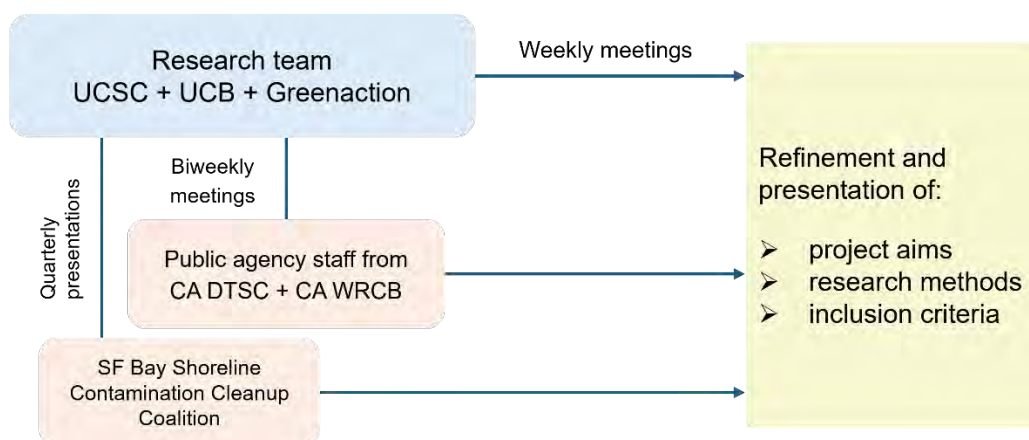 Research team
UCSC + UCB + Greenaction
Weekly meetings
Quarterly
presentations
Biweekly
meetings
Public agency staff from
CA DTSC + CA WRCB
SF Bay Shoreline
Contamination Cleanup
Coalition
Refinement and
presentation of:
➢ project aims
➢ research methods
➢ inclusion criteria